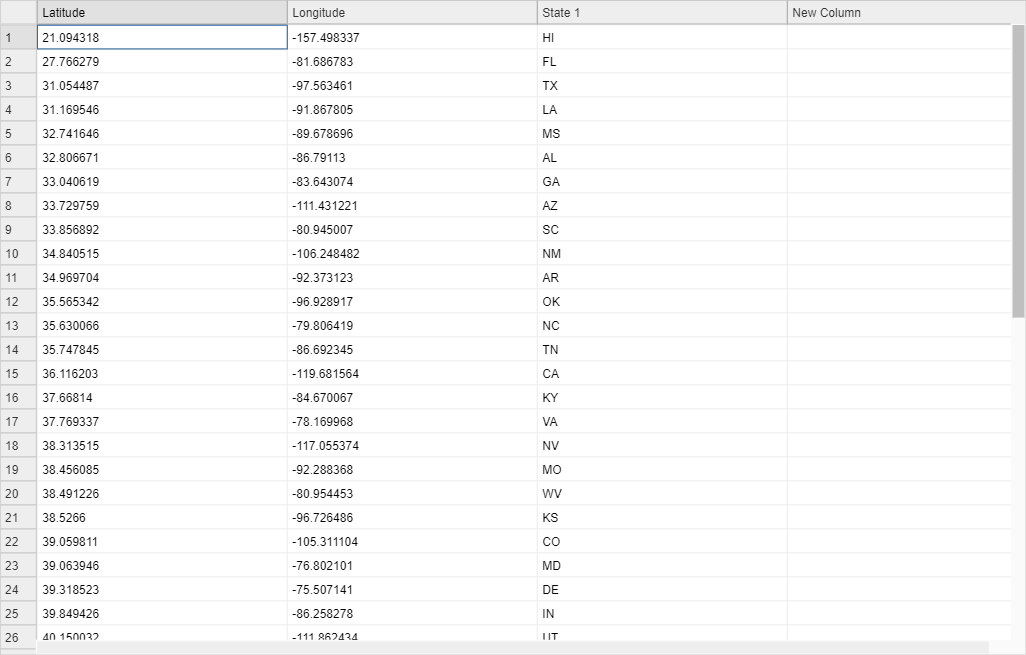 Latitude Longitude State 1 New Column
1 21.094318 -157.498337 HI
2 27.766279 -81.686783 FL
3 31.054487 -97.563461 TX
4 31.169546 -91.867805 LA
5 32.741646 -89.678696 MS
6 32.806671 -86.79113 AL
7 33.040619 -83.643074 GA
8 33.729759 -111.431221 AZ
9 33.856892 -80.945007 SC
10 34.840515 -106.248482 NM
11 34.969704 -92.373123 AR
12 35.565342 -96.928917 OK
13 35.630066 -79.806419 NC
14 35.747845 -86.692345 TN
15 36.116203 -119.681564 CA
16 37.66814 -84.670067 KY
17 37.769337 -78.169968 VA
18 38.313515 -117.055374 NV
19 38.456085 -92.288368 MO
20 38.491226 -80.954453 WV
21 38.5266 -96.726486 KS
22 39.059811 -105.311104 CO
23 39.063946 -76.802101 MD
24 39.318523 -75.507141 DE
25 39.849426 -86.258278 IN
26 40.150032 -111.862434 UT